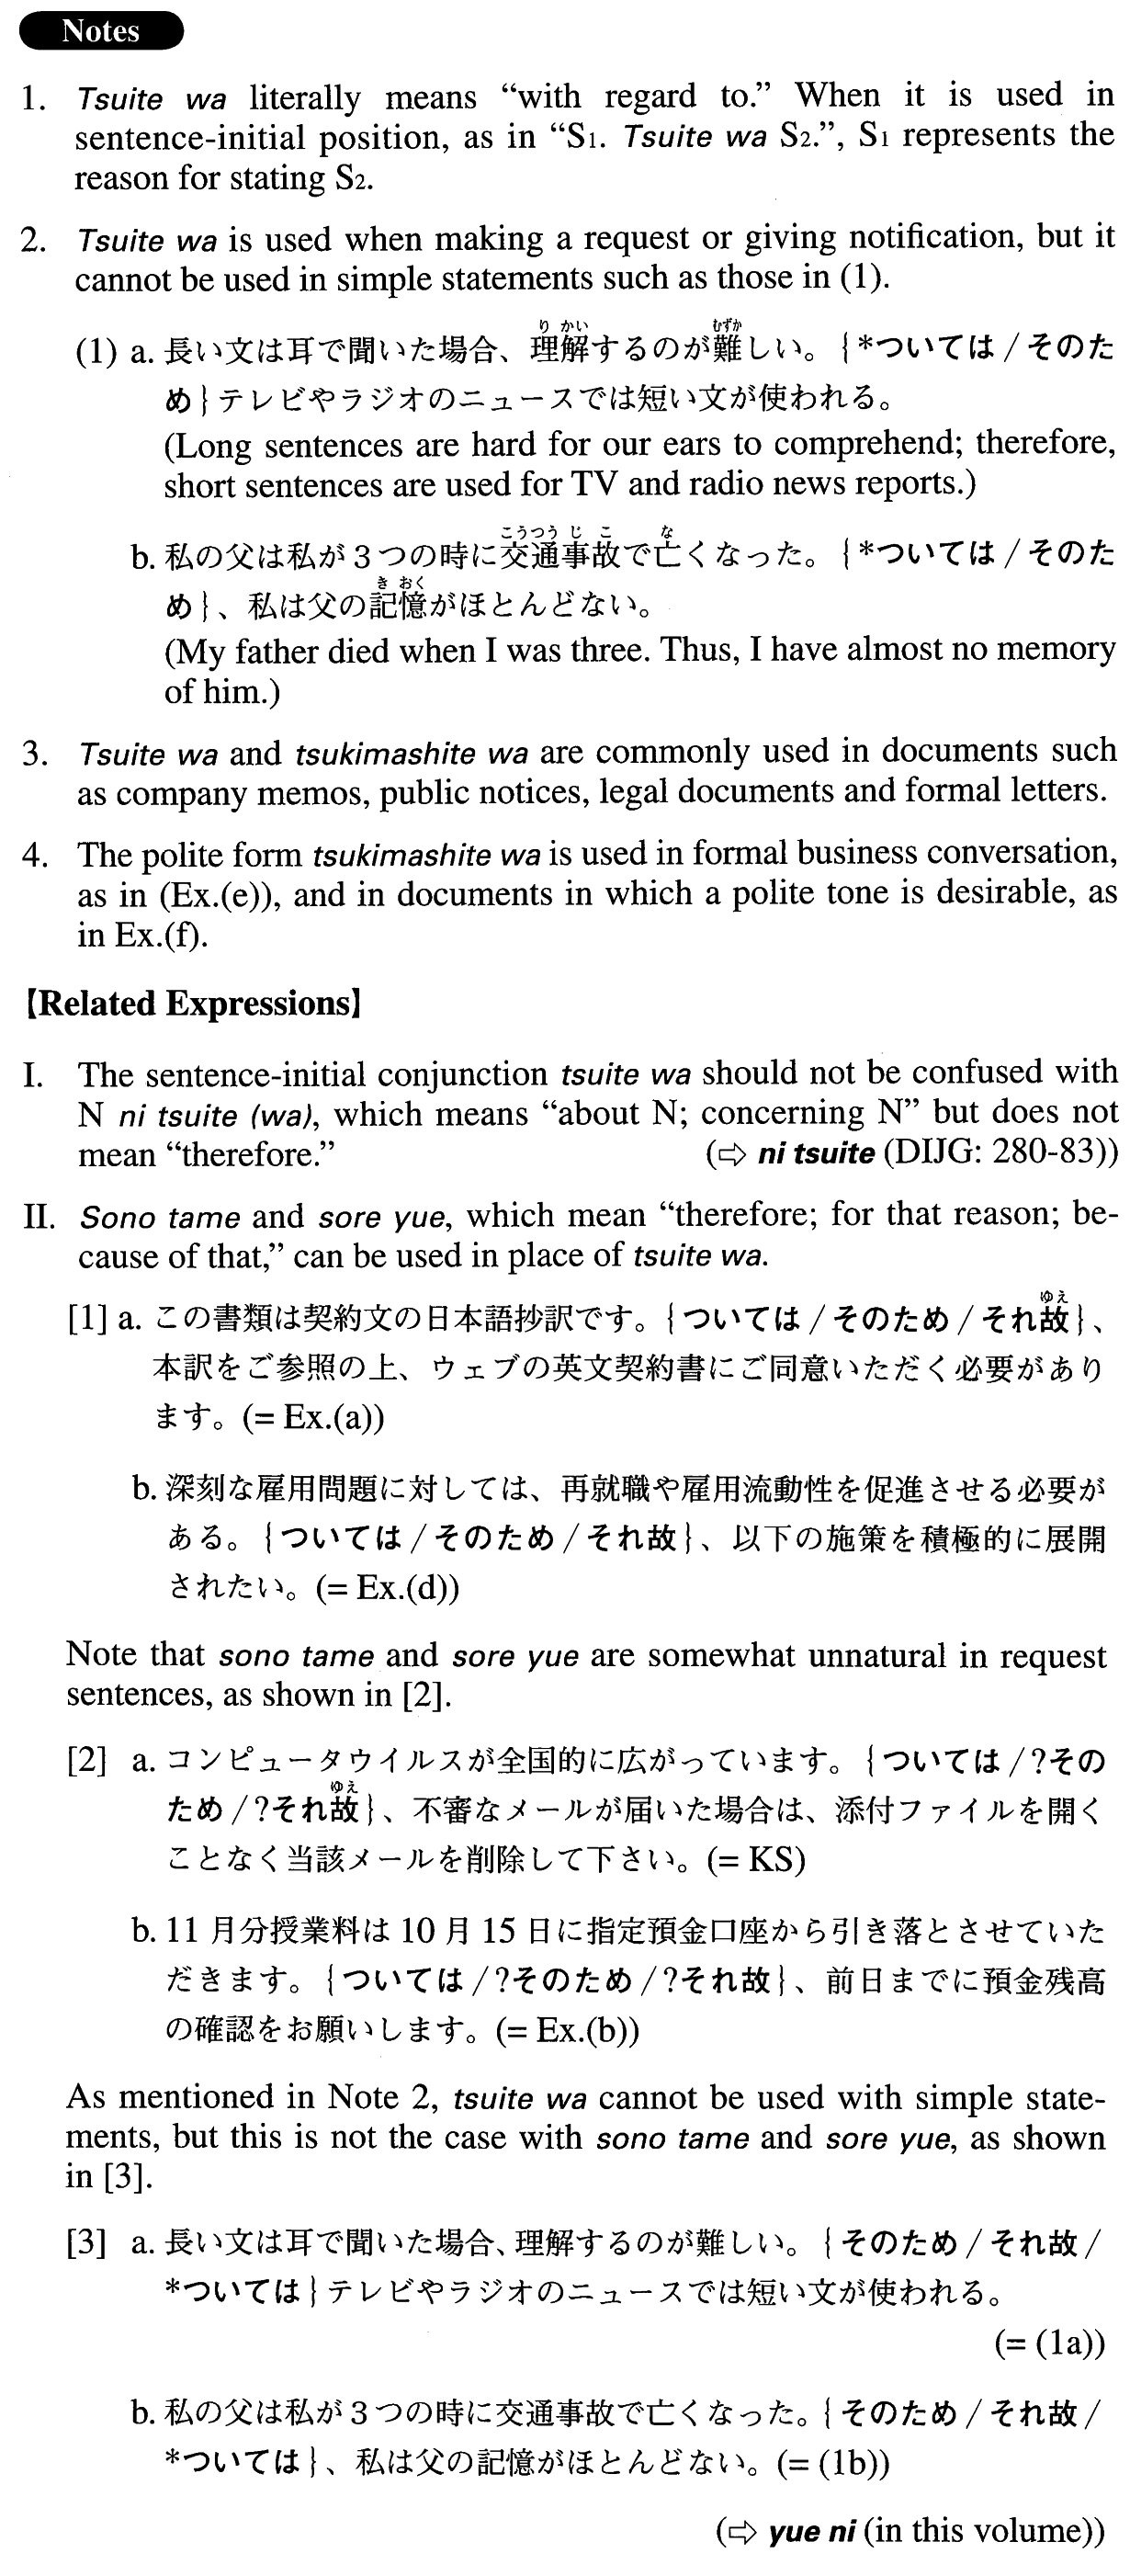 Notes
1. Tsuite wa literally means “with regard to.” When it is used in
sentence-initial position, as in “S1. Tsuite wa S2.”, S1 represents the
reason for stating S2.
2. Tsuite wa is used when making a request or giving notification, but it
cannot be used in simple statements such as those in (1).
(1) a. 長い文は耳で聞いた場合、理解するのが難しい。{*ついては/そのた
りかい むずか
め}テレビやラジオのニュースでは短い文が使われる。
(Long sentences are hard for our ears to comprehend; therefore,
short sentences are used for TV and radio news reports.)
こうつうじこ な
b. 私の父は私が3つの時に交通事故で亡くなった。{*ついては/そのた
きおく
め}、私は父の記憶がほとんどない。
(My father died when I was three. Thus, I have almost no memory
of him.)
3. Tsuite wa and tsukimashite wa are commonly used in documents such
as company memos, public notices, legal documents and formal letters.
4. The polite form tsukimashite wa is used in formal business conversation,
as in (Ex.(e)), and in documents in which a polite tone is desirable, as
in Ex.(f).
【Related Expressions】
I. The sentence-initial conjunction tsuite wa should not be confused with
N ni tsuite (wa), which means “about N; concerning N” but does not
mean “therefore.” (⇨ ni tsuite (DIJG: 280-83))
II. Sono tame and sore yue, which mean “therefore; for that reason; be-
cause of that,” can be used in place of tsuite wa.
ゆえ
[1] a. この書類は契約文の日本語抄訳です。{ついては/そのため/それ故}、
本訳をご参照の上、ウェブの英文契約書にご同意いただく必要があり
ます。(= Ex.(a))
b. 深刻な雇用問題に対しては、再就職や雇用流動性を促進させる必要が
ある。{ついては/そのため/それ故}、以下の施策を積極的に展開
されたい。(= Ex.(d))
Note that sono tame and sore yue are somewhat unnatural in request
sentences, as shown in [2].
[2] a. コンピュータウイルスが全国的に広がっています。{ついては/?その
ゆえ
ため/?それ故}、不審なメールが届いた場合は、添付ファイルを開く
ことなく当該メールを削除して下さい。(= KS)
b. 11月分授業料は10月15日に指定預金口座から引き落とさせていた
だきます。{ついては/?そのため/?それ故}、前日までに預金残高
の確認をお願いします。(= Ex.(b))
As mentioned in Note 2, tsuite wa cannot be used with simple state-
ments, but this is not the case with sono tame and sore yue, as shown
in [3].
[3] a. 長い文は耳で聞いた場合、理解するのが難しい。{そのため/それ故/
*ついては}テレビやラジオのニュースでは短い文が使われる。
(= (1a))
b. 私の父は私が3つの時に交通事故で亡くなった。{そのため/それ故/
*ついては}、私は父の記憶がほとんどない。(= (1b))
(⇨ yue ni (in this volume))